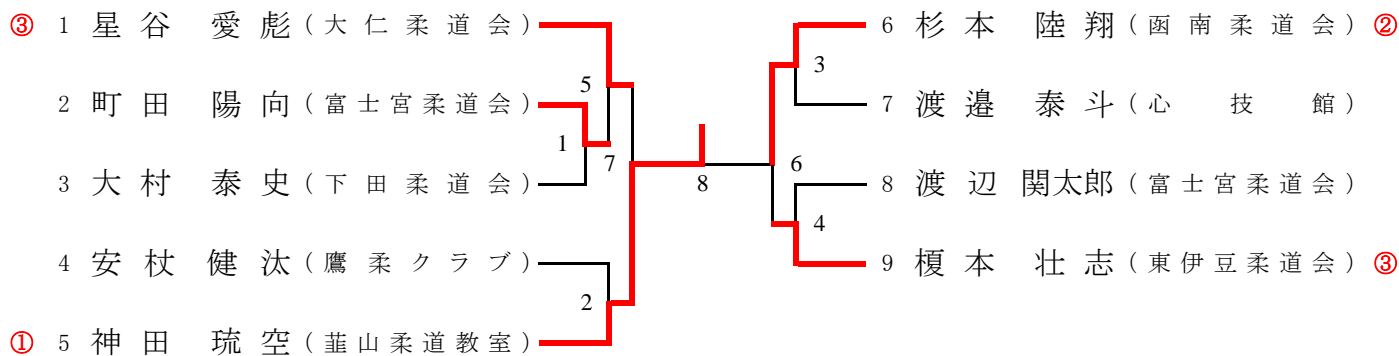 ③ 1 星谷 愛彪 (大仁柔道会)
2 町田 陽向 (富士宮柔道会)
3 大村 泰史 (下田柔道会)
4 安杖 健汰 (鷹柔クラブ)
① 5 神田 琉空 (韮山柔道教室)
5
1
7
2
8
3
6
4
6 杉本 陸翔 (函南柔道会) ②
7 渡邉 泰斗 (心技館)
8 渡辺 関太郎 (富士宮柔道会)
9 榎本 壮志 (東伊豆柔道会) ③